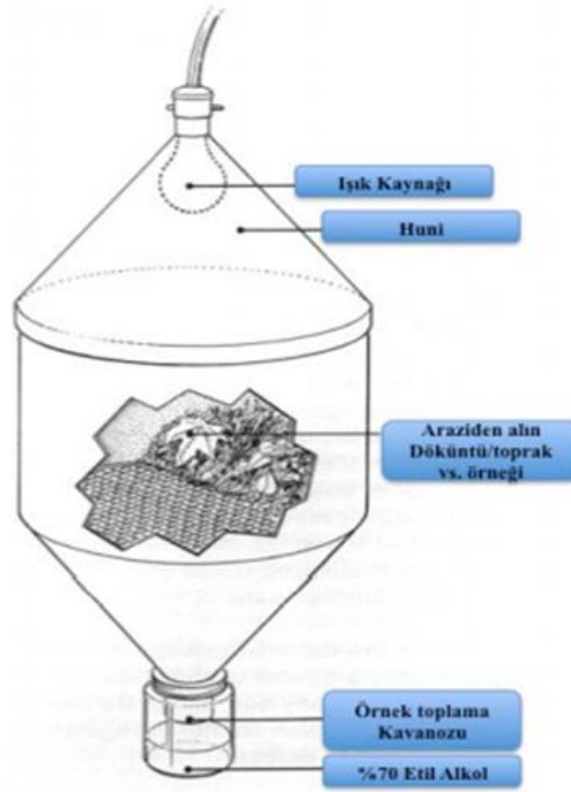 Işık Kaynağı
Huni
Araziden alın
Döküntü/toprak
vs. örneği
Örnek toplama
Kavanozu
%70 Etil Alkol